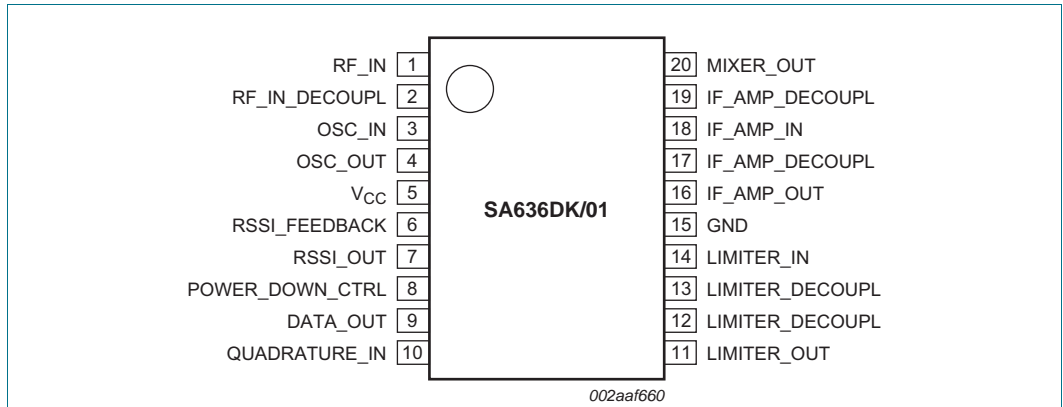 RF_IN 1
RF_IN_DECOUPL 2
OSC_IN 3
OSC_OUT 4
VCC 5
RSSI_FEEDBACK 6
RSSI_OUT 7
POWER_DOWN_CTRL 8
DATA_OUT 9
QUADRATURE_IN 10
SA636DK/01
20 MIXER_OUT
19 IF_AMP_DECOUPL
18 IF_AMP_IN
17 IF_AMP_DECOUPL
16 IF_AMP_OUT
15 GND
14 LIMITER_IN
13 LIMITER_DECOUPL
12 LIMITER_DECOUPL
11 LIMITER_OUT
002aaf660